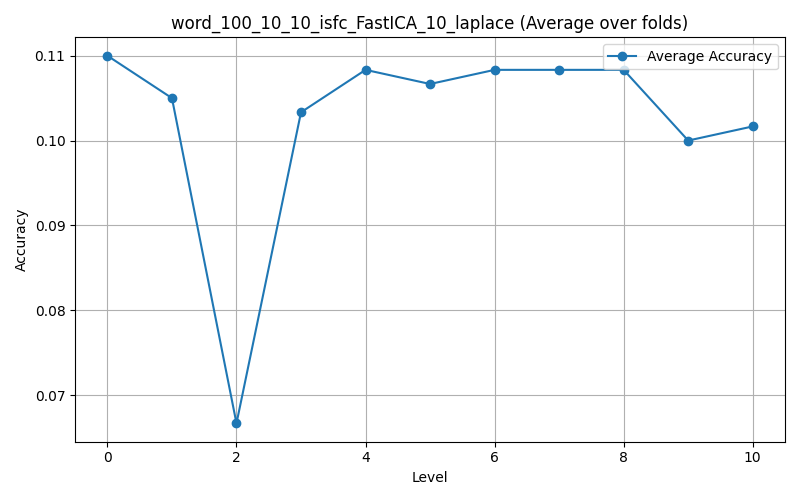 word_100_10_10_isfc_FastICA_10_laplace (Average over folds)
Average Accuracy
0.11
0.10
0.09
0.08
0.07
Accuracy
0 2 4 6 8 10
Level